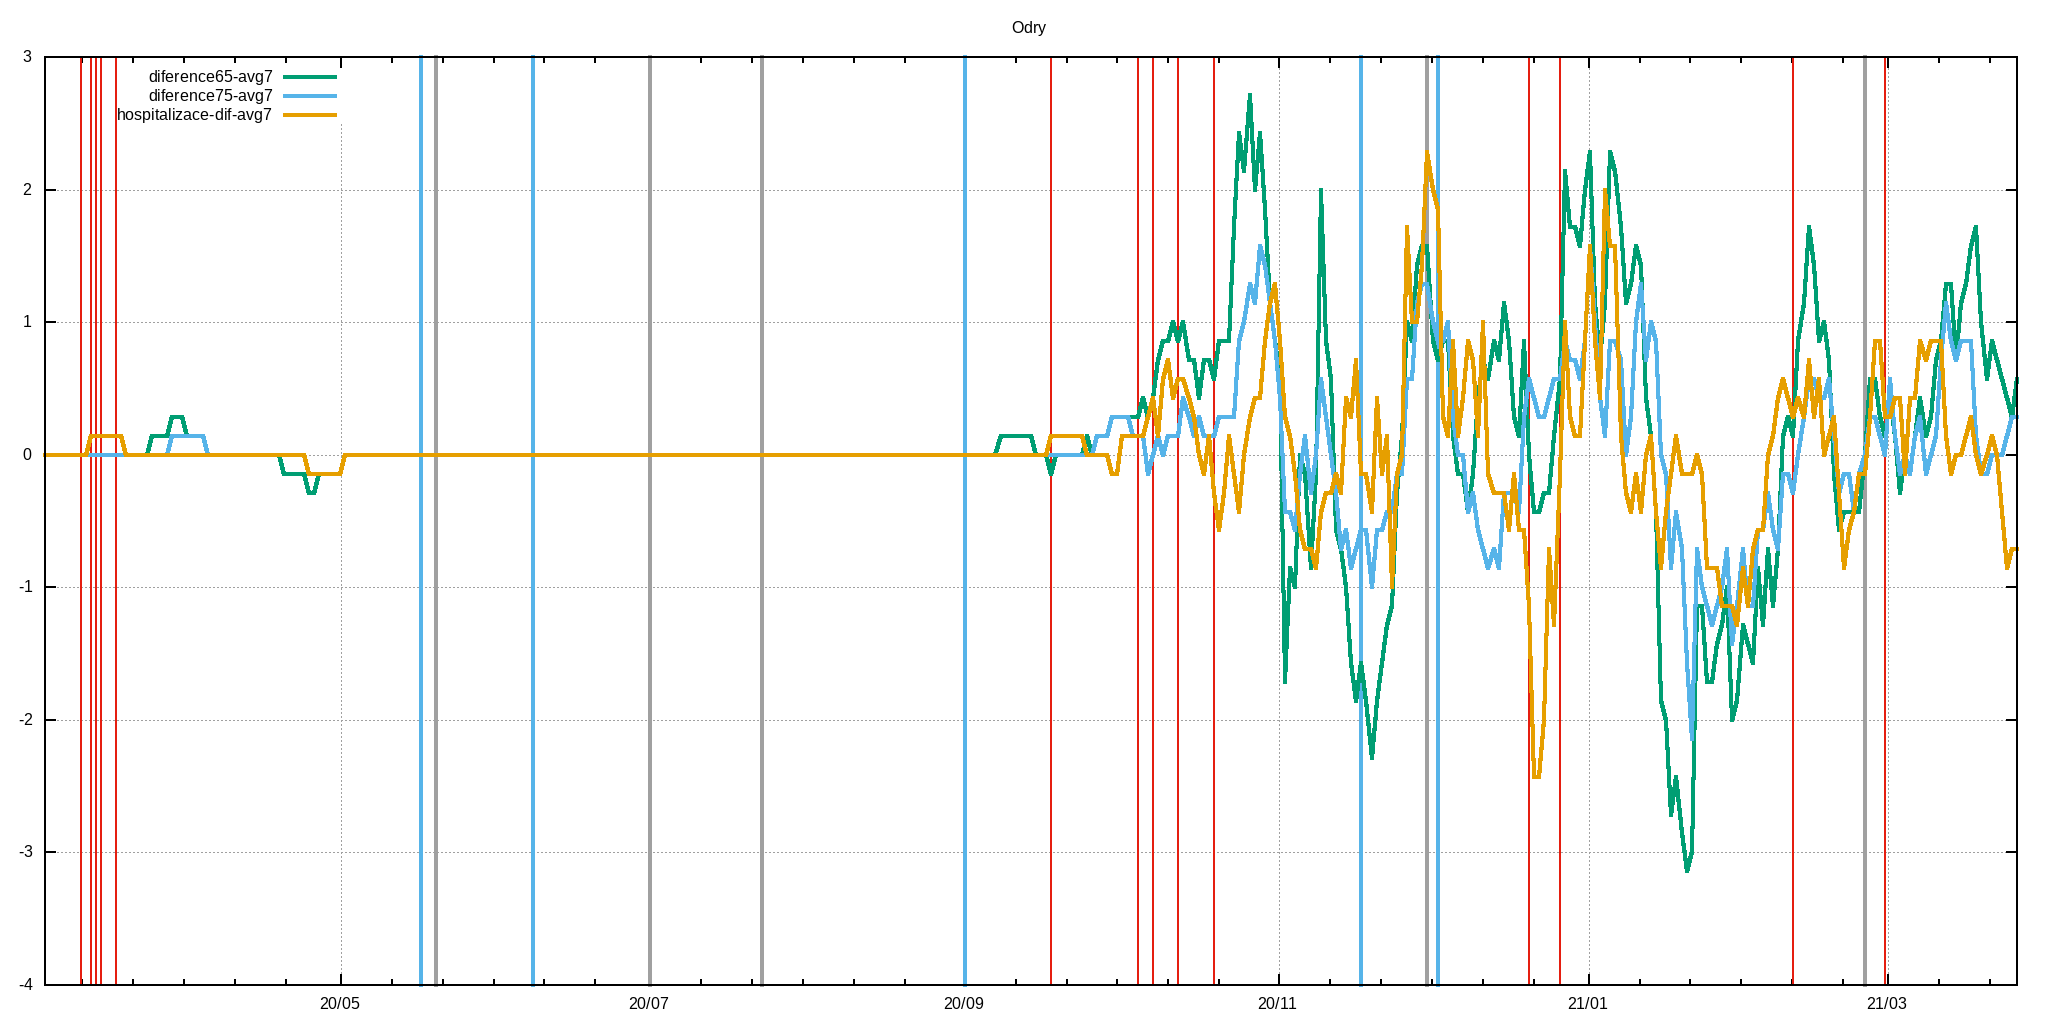 Odry
3
diference65-avg7
diference75-avg7
hospitalizace-dif-avg7
2
1
0
-1
-2
-3
-4
20/05 20/07 20/09 20/11 21/01 21/03